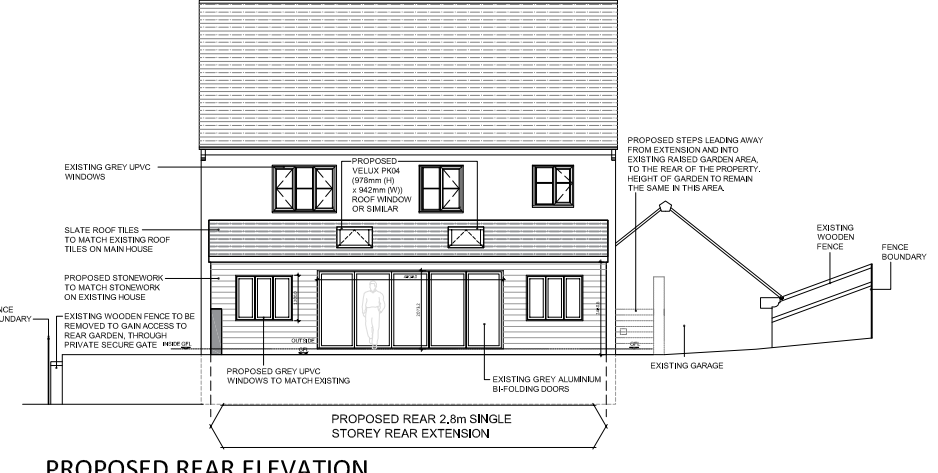 EXISTING GREY UPVC
WINDOWS
PROPOSED
VELUX PK04
(978mm (H)
x 942mm (W))
ROOF WINDOW
OR SIMILAR
PROPOSED STEPS LEADING AWAY
FROM EXTENSION AND INTO
EXISTING RAISED GARDEN AREA,
TO THE REAR OF THE PROPERTY.
HEIGHT OF GARDEN TO REMAIN
THE SAME IN THIS AREA.
SLATE ROOF TILES
TO MATCH EXISTING ROOF
TILES ON MAIN HOUSE
EXISTING
WOODEN
FENCE
FENCE
BOUNDARY
PROPOSED STONEWORK
TO MATCH STONEWORK
ON EXISTING HOUSE
NCE
OUNDARY
EXISTING WOODEN FENCE TO BE
REMOVED TO GAIN ACCESS TO
REAR GARDEN, THROUGH
PRIVATE SECURE GATE
INSIDE GFL
OUTSIDE
GFL
GFL
EXISTING GARAGE
PROPOSED GREY UPVC
WINDOWS TO MATCH EXISTING
EXISTING GREY ALUMINIUM
BI-FOLDING DOORS
PROPOSED REAR 2.8m SINGLE
STOREY REAR EXTENSION
PROPOSED REAR ELEVATION